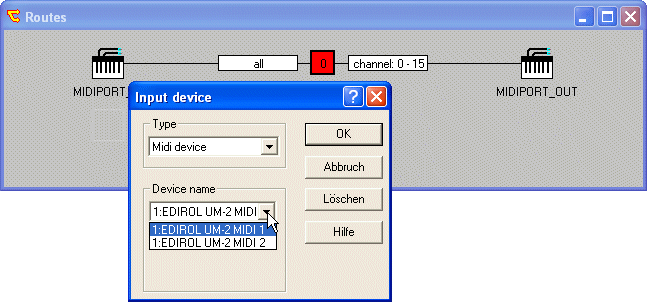 Routes
all
0
channel: 0 - 15
MIDIPORT_OUT
Input device
Type
OK
Midi device
Abbruch
Device name
Löschen
1:EDIROL UM-2 MIDI
1:EDIROL UM-2 MIDI 1
Hilfe
1:EDIROL UM-2 MIDI 2